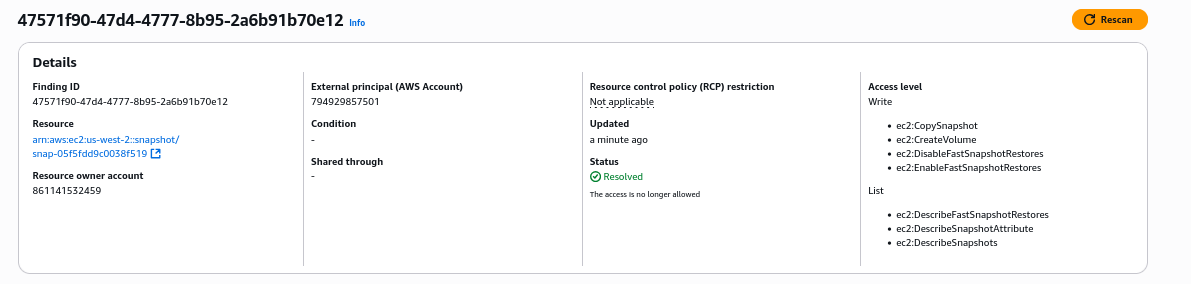 47571f90-47d4-4777-8b95-2a6b91b70e12 Info
Rescan
Details
Finding ID
47571f90-47d4-4777-8b95-2a6b91b70e12
Resource
arn:aws:ec2:us-west-2::snapshot/
snap-05f5fdd9c0038f519
Resource owner account
861141532459
External principal (AWS Account)
794929857501
Condition
-
Shared through
-
Resource control policy (RCP) restriction
Not applicable
Updated
a minute ago
Status
Resolved
The access is no longer allowed
Access level
Write
• ec2:CopySnapshot
• ec2:CreateVolume
• ec2:DisableFastSnapshotRestores
• ec2:EnableFastSnapshotRestores
List
• ec2:DescribeFastSnapshotRestores
• ec2:DescribeSnapshotAttribute
• ec2:DescribeSnapshots